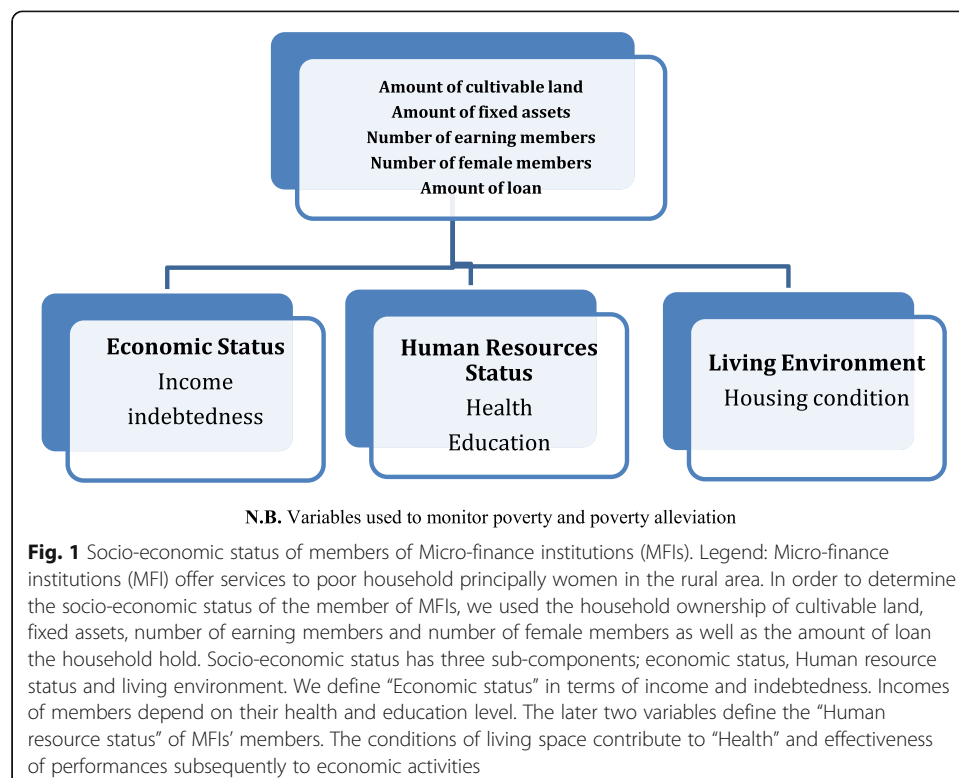 Amount of cultivable land
Amount of fixed assets
Number of earning members
Number of female members
Amount of loan
Economic Status
Income
indebtedness
Human Resources
Status
Health
Education
Living Environment
Housing condition
N.B. Variables used to monitor poverty and poverty alleviation
Fig. 1 Socio-economic status of members of Micro-finance institutions (MFIs). Legend: Micro-finance
institutions (MFI) offer services to poor household principally women in the rural area. In order to determine
the socio-economic status of the member of MFIs, we used the household ownership of cultivable land,
fixed assets, number of earning members and number of female members as well as the amount of loan
the household hold. Socio-economic status has three sub-components; economic status, Human resource
status and living environment. We define “Economic status” in terms of income and indebtedness. Incomes
of members depend on their health and education level. The later two variables define the “Human
resource status” of MFIs’ members. The conditions of living space contribute to “Health” and effectiveness
of performances subsequently to economic activities